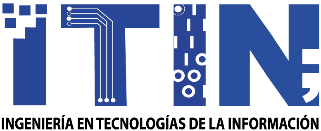 ITIN;
INGENIERÍA EN TECNOLOGÍAS DE LA INFORMACIÓN